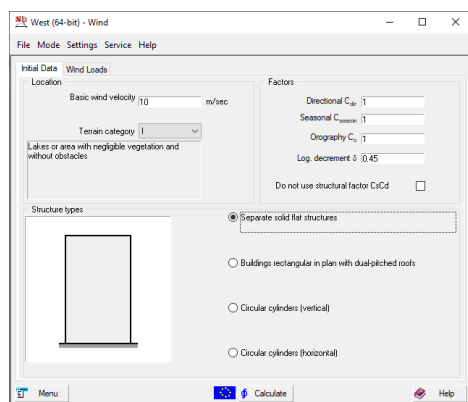 West (64-bit) - Wind
File Mode Settings Service Help
Initial Data Wind Loads
Location
Basic wind velocity 10 m/sec
Terrain category I
Lakes or area with negligible vegetation and
without obstacles
Factors
Directional Cdir 1
Seasonal Cseason 1
Orography Co 1
Log. decrement δ 0.45
Do not use structural factor CsCd
Structure types
Separate solid flat structures
Buildings rectangular in plan with dual-pitched roofs
Circular cylinders (vertical)
Circular cylinders (horizontal)
Menu Calculate Help